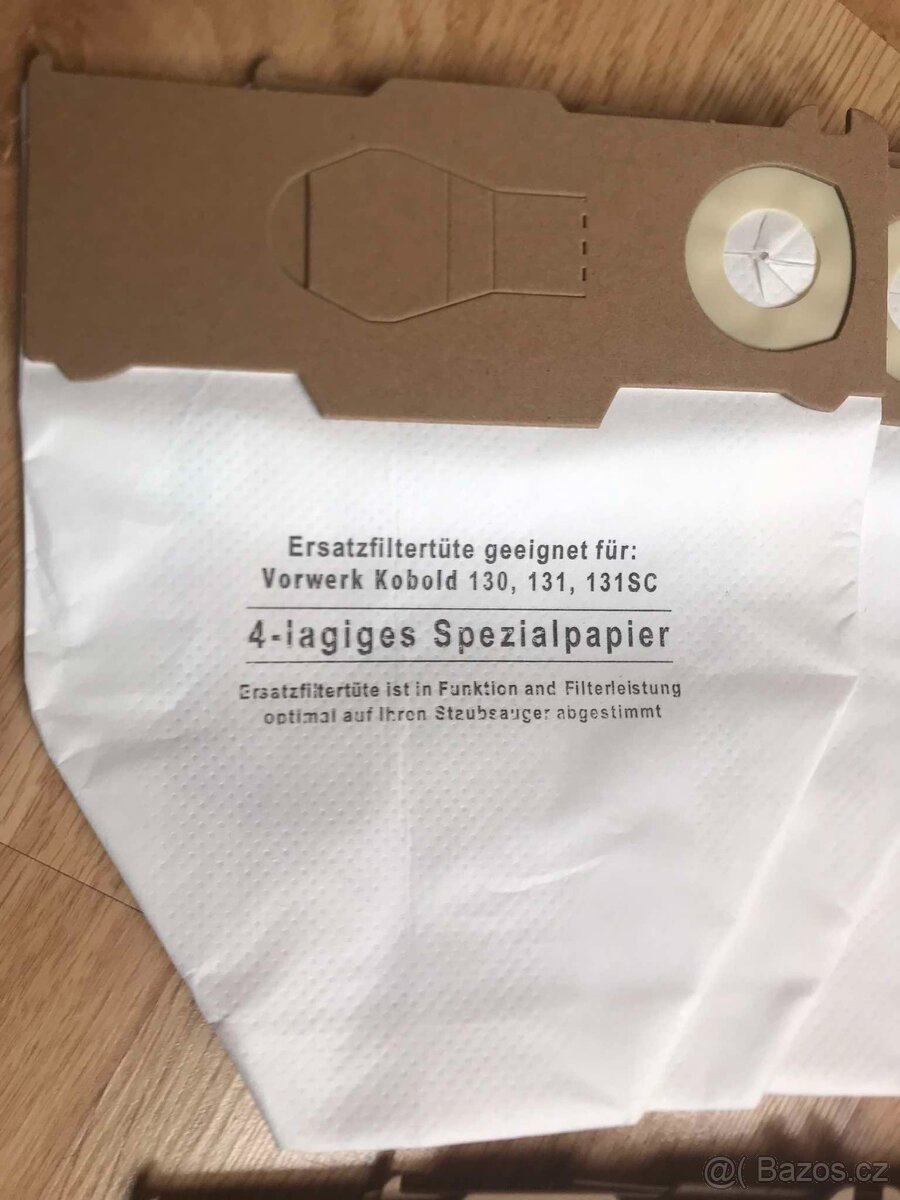 Ersatzfiltertüte geeignet für:
Vorwerk Kobold 130, 131, 131SC
4-lagiges Spezialpapier
Ersatzfiltertüte ist in Funktion and Filterleistung
optimal auf Ihren Staubsauger abgestimmt
@( Bazos.cz